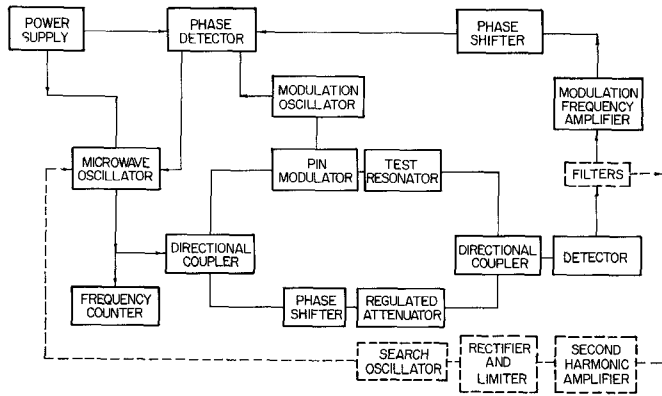 POWER
SUPPLY
PHASE
DETECTOR
PHASE
SHIFTER
MODULATION
OSCILLATOR
MODULATION
FREQUENCY
AMPLIFIER
MICROWAVE
OSCILLATOR
PIN
MODULATOR
TEST
RESONATOR
FILTERS
DIRECTIONAL
COUPLER
DIRECTIONAL
COUPLER
DETECTOR
FREQUENCY
COUNTER
PHASE
SHIFTER
REGULATED
ATTENUATOR
SEARCH
OSCILLATOR
RECTIFIER
AND
LIMITER
SECOND
HARMONIC
AMPLIFIER